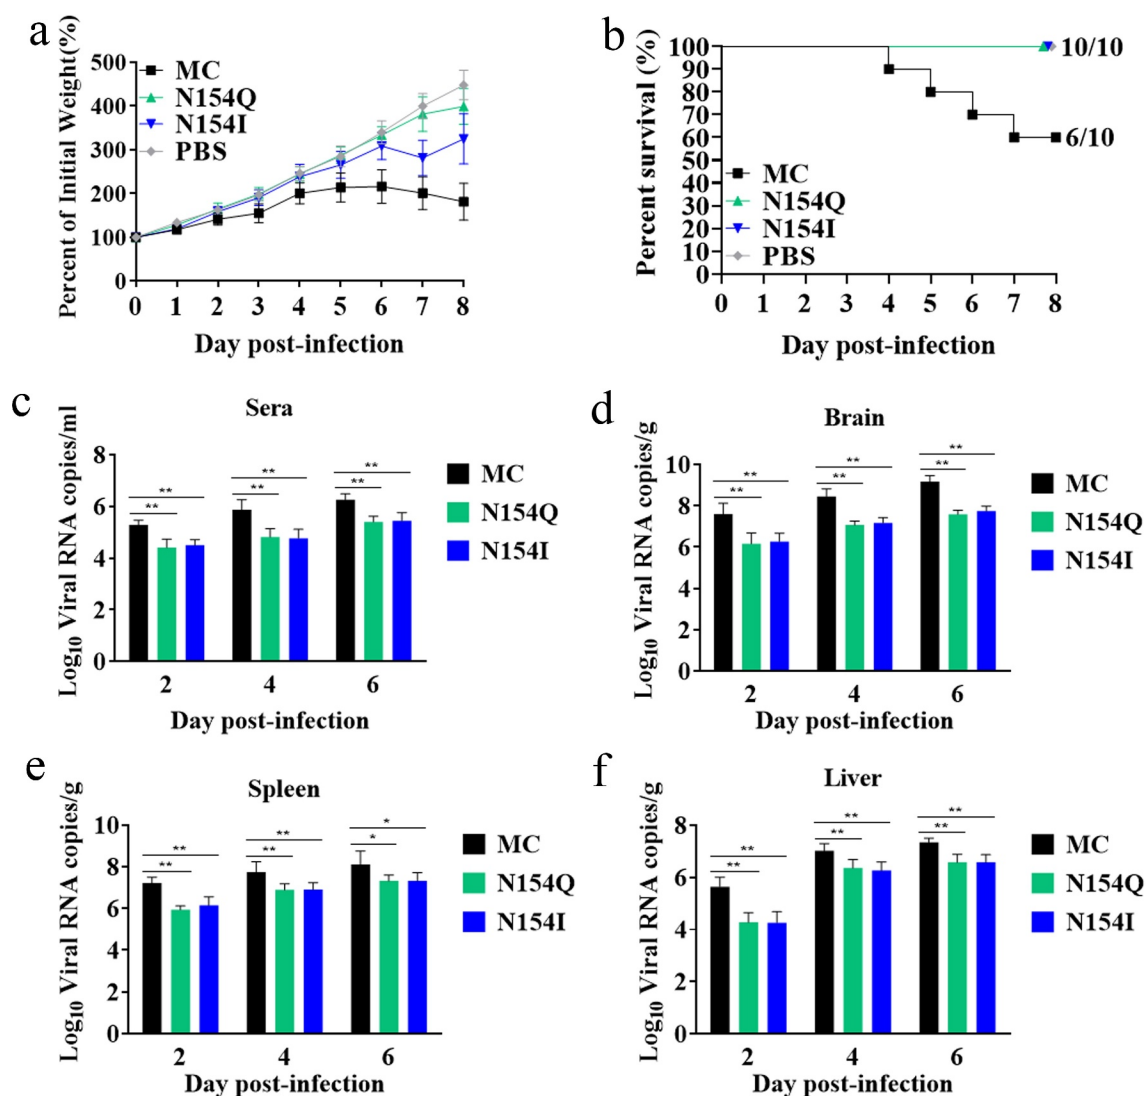 a
Percent of Initial Weight(%)
500
400
300
200
100
0
MC
N154Q
N154I
PBS
0 1 2 3 4 5 6 7 8
Day post-infection
b
Percent survival (%)
100
90
80
70
60
50
40
30
20
10
0
10/10
6/10
MC
N154Q
N154I
PBS
0 1 2 3 4 5 6 7 8
Day post-infection
c
Sera
Log10 Viral RNA copies/ml
8
6
4
2
0
** ** ** ** ** **
MC
N154Q
N154I
2 4 6
Day post-infection
d
Brain
Log10 Viral RNA copies/g
10
8
6
4
2
0
** ** ** ** ** **
MC
N154Q
N154I
2 4 6
Day post-infection
e
Spleen
Log10 Viral RNA copies/g
10
8
6
4
2
0
** ** ** ** * *
MC
N154Q
N154I
2 4 6
Day post-infection
f
Liver
Log10 Viral RNA copies/g
8
6
4
2
0
** ** ** ** ** **
MC
N154Q
N154I
2 4 6
Day post-infection